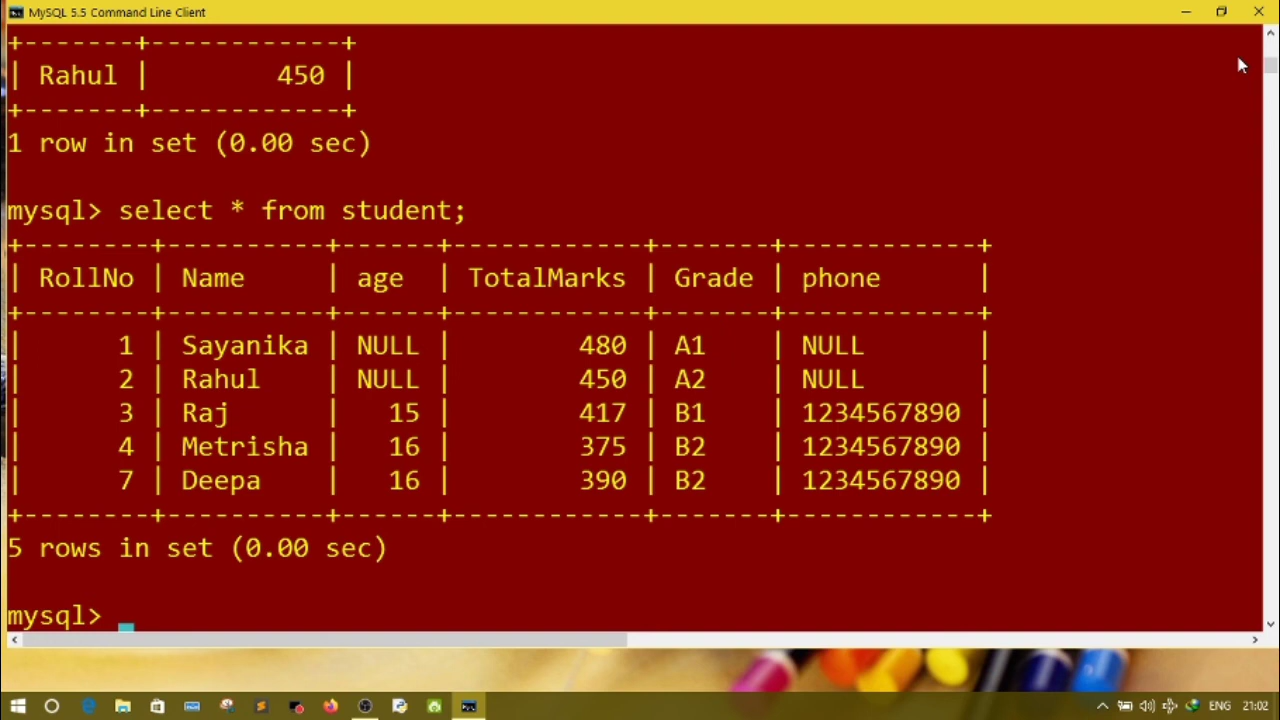 MySQL 5.5 Command Line Client
+-------+------------+
| Rahul |        450 |
+-------+------------+
1 row in set (0.00 sec)
mysql> select * from student;
+--------+----------+------+------------+-------+------------+
| RollNo | Name     | age  | TotalMarks | Grade | phone      |
+--------+----------+------+------------+-------+------------+
|      1 | Sayanika | NULL |        480 | A1    | NULL       |
|      2 | Rahul    | NULL |        450 | A2    | NULL       |
|      3 | Raj      |   15 |        417 | B1    | 1234567890 |
|      4 | Metrisha |   16 |        375 | B2    | 1234567890 |
|      7 | Deepa    |   16 |        390 | B2    | 1234567890 |
+--------+----------+------+------------+-------+------------+
5 rows in set (0.00 sec)
mysql>
ENG 21:02